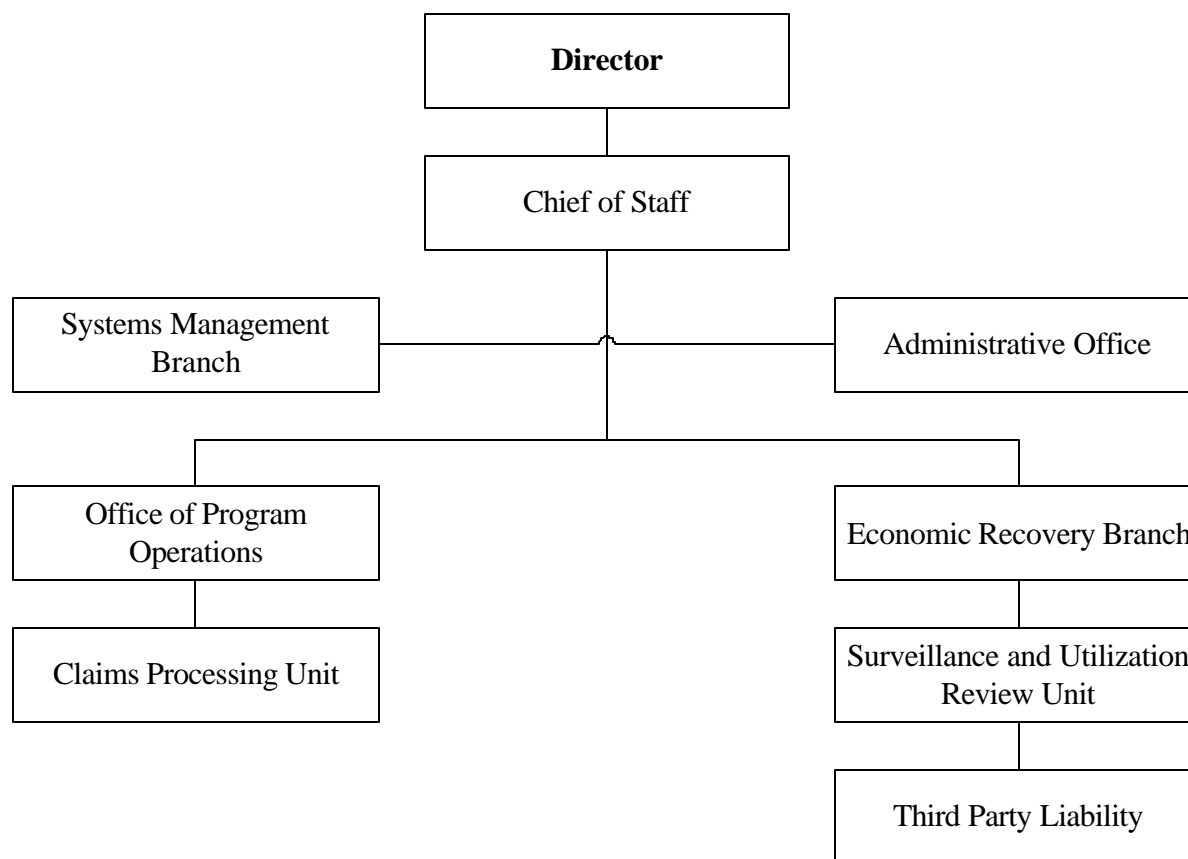 Director
Chief of Staff
Systems Management
Branch
Administrative Office
Office of Program
Operations
Economic Recovery Branch
Claims Processing Unit
Surveillance and Utilization
Review Unit
Third Party Liability